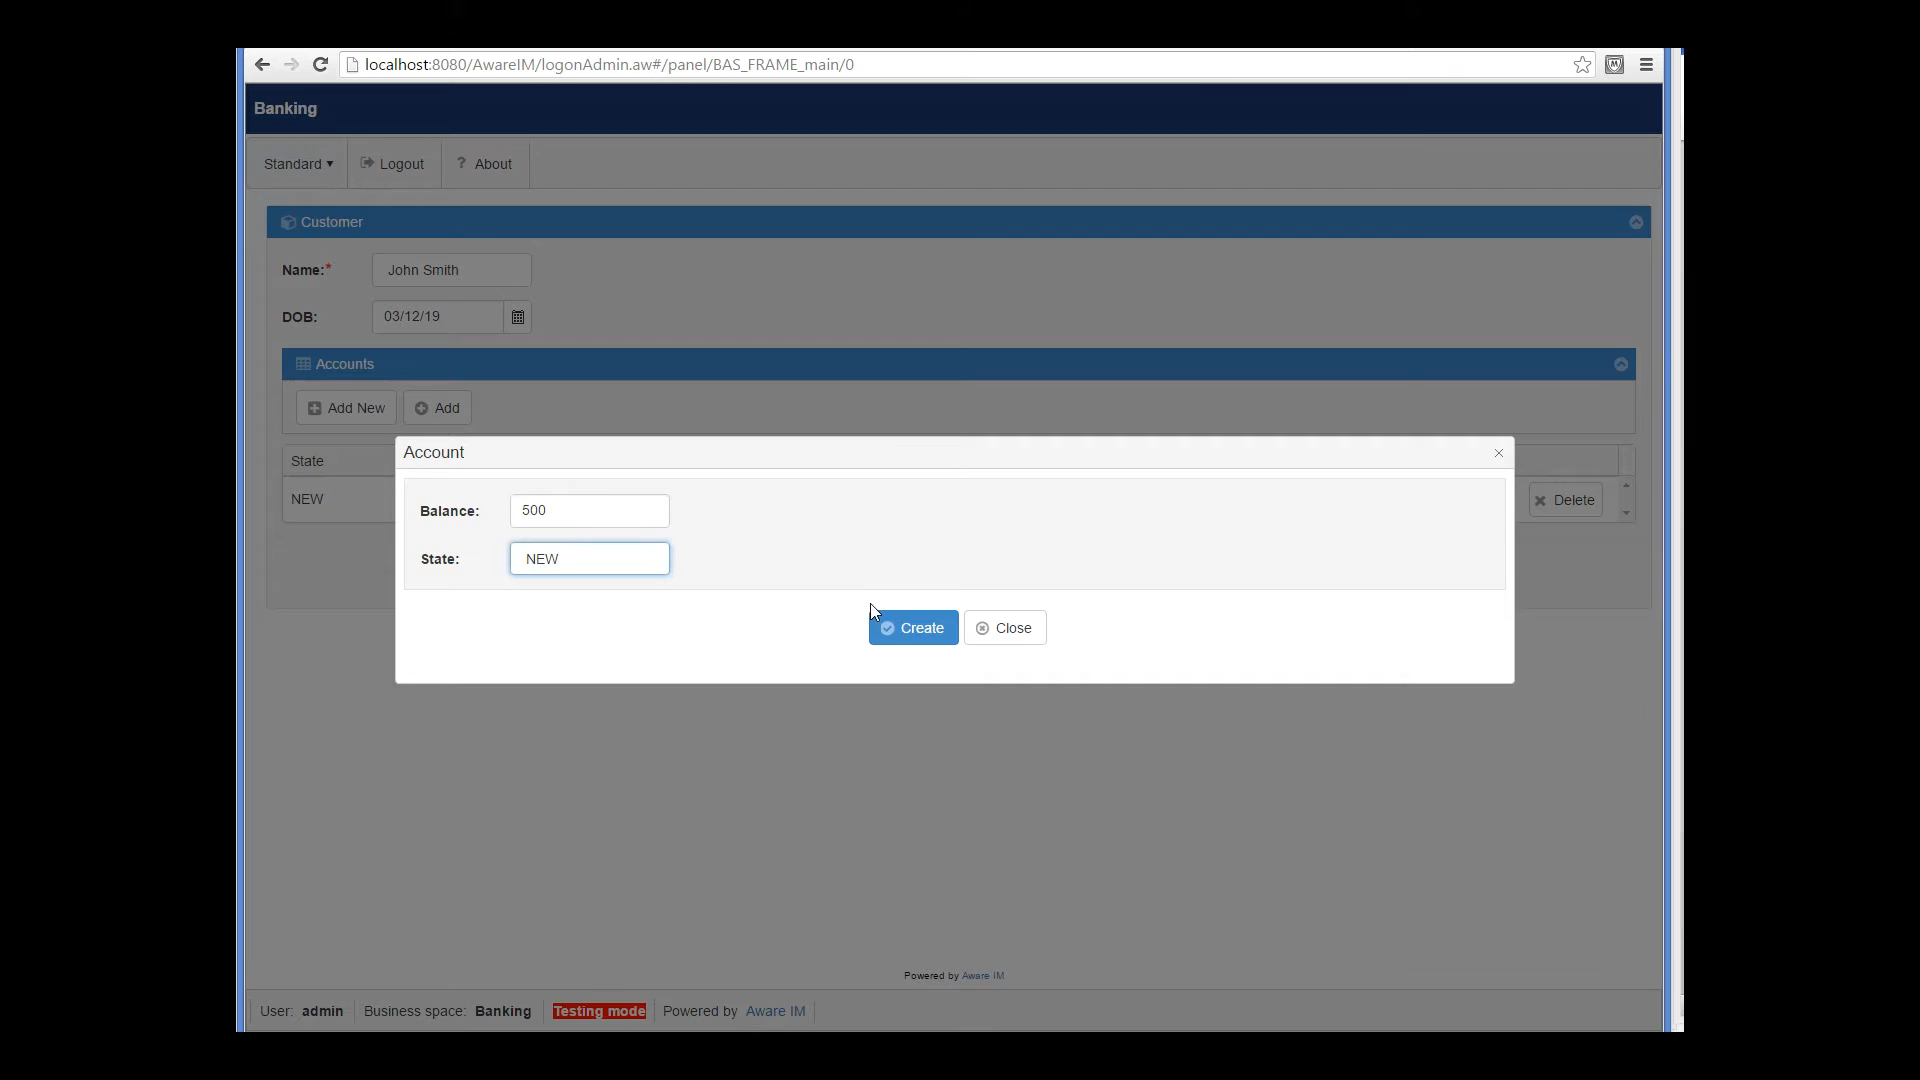 localhost:8080/AwareIM/logonAdmin.aw#/panel/BAS_FRAME_main/0
Banking
Standard ▾ Logout ? About
Customer
Name:* John Smith
DOB: 03/12/19
Accounts
Add New Add
State
NEW
Delete
Account
Balance: 500
State: NEW
Create Close
Powered by Aware IM
User: admin Business space: Banking Testing mode Powered by Aware IM